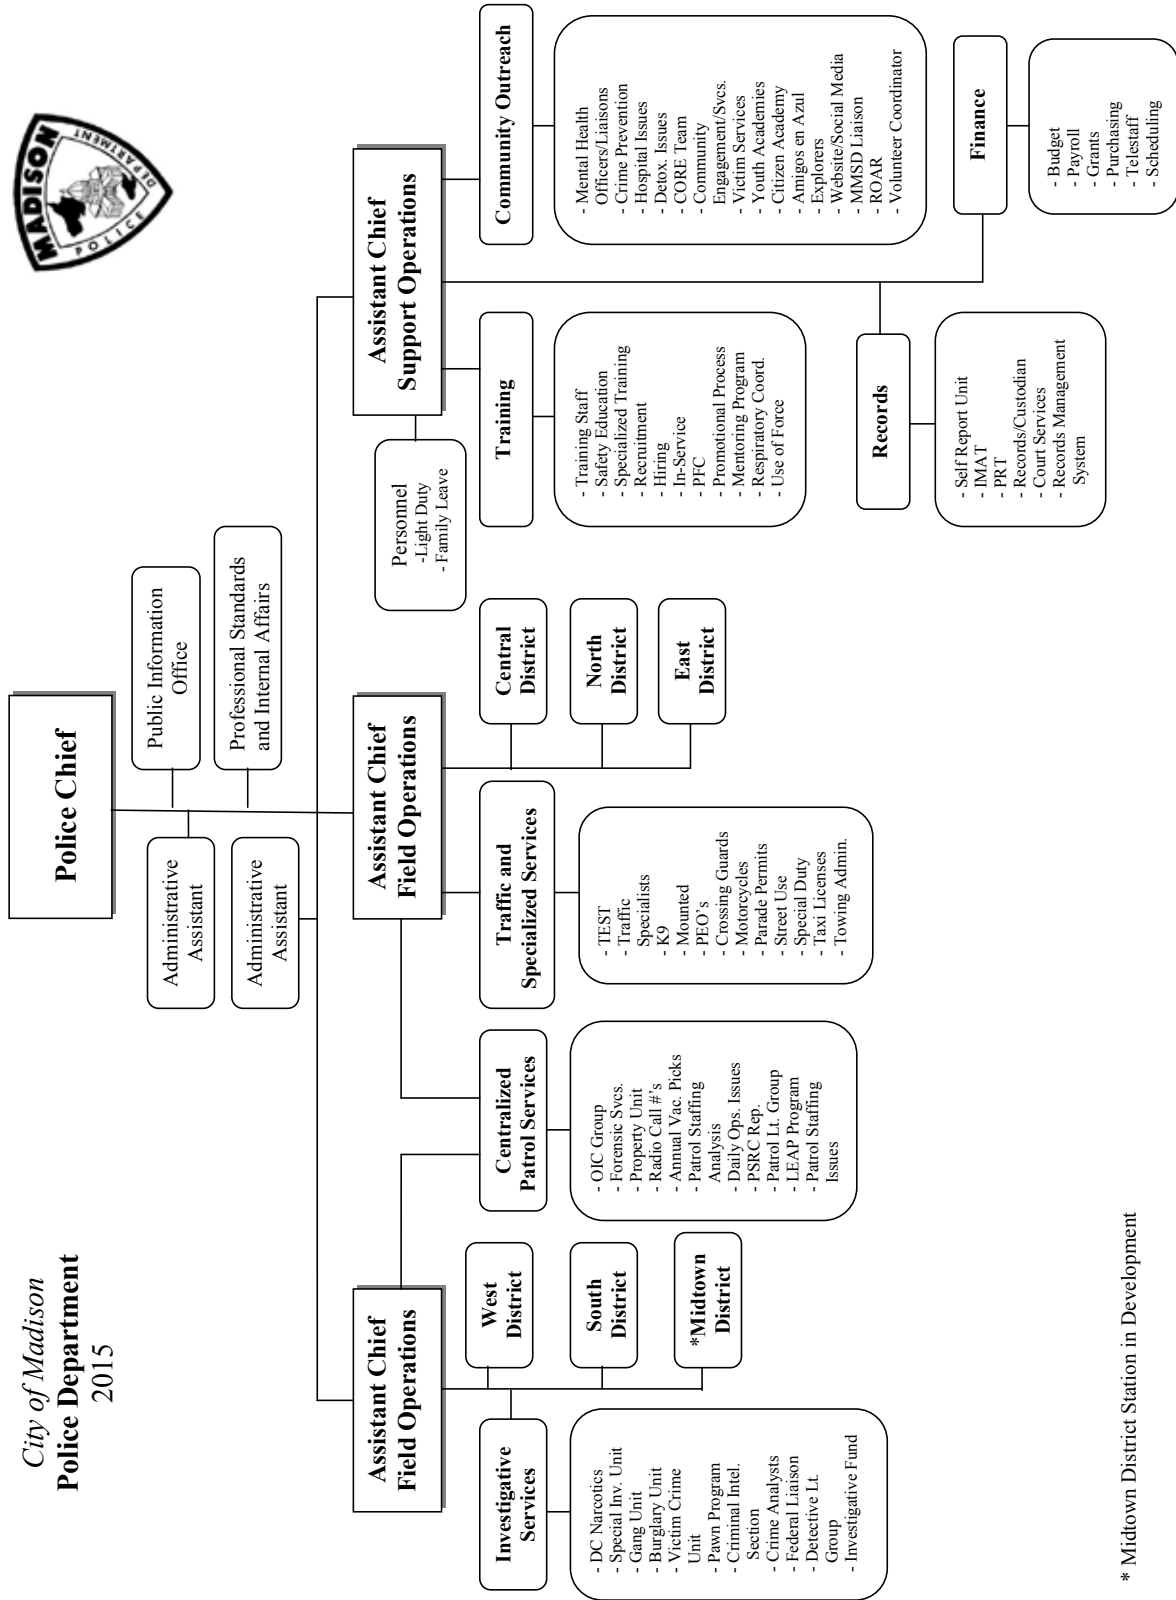 City of Madison
Police Department
2015
MADISON
POLICE
DEPARTMENT
Police Chief
Administrative
Assistant
Public Information
Office
Administrative
Assistant
Professional Standards
and Internal Affairs
Assistant Chief
Field Operations
Assistant Chief
Field Operations
Assistant Chief
Support Operations
Personnel
-Light Duty
- Family Leave
Investigative
Services
- DC Narcotics
- Special Inv. Unit
- Gang Unit
- Burglary Unit
- Victim Crime
Unit
- Pawn Program
- Criminal Intel.
Section
- Crime Analysts
- Federal Liaison
- Detective Lt.
Group
- Investigative Fund
West
District
South
District
*Midtown
District
Centralized
Patrol Services
- OIC Group
- Forensic Svcs.
- Property Unit
- Radio Call #'s
- Annual Vac. Picks
- Patrol Staffing
Analysis
- Daily Ops. Issues
- PSRC Rep.
- Patrol Lt. Group
- LEAP Program
- Patrol Staffing
Issues
Traffic and
Specialized Services
- TEST
- Traffic
Specialists
- K9
- Mounted
- PEO's
- Crossing Guards
- Motorcycles
- Parade Permits
- Street Use
- Special Duty
- Taxi Licenses
- Towing Admin.
Central
District
North
District
East
District
Training
- Training Staff
- Safety Education
- Specialized Training
- Recruitment
- Hiring
- In-Service
- PFC
- Promotional Process
- Mentoring Program
- Respiratory Coord.
- Use of Force
Community Outreach
- Mental Health
Officers/Liaisons
- Crime Prevention
- Hospital Issues
- Detox. Issues
- CORE Team
- Community
Engagement/Svcs.
- Victim Services
- Youth Academies
- Citizen Academy
- Amigos en Azul
- Explorers
- Website/Social Media
- MMSD Liaison
- ROAR
- Volunteer Coordinator
Records
- Self Report Unit
- IMAT
- PRT
- Records/Custodian
- Court Services
- Records Management
System
Finance
- Budget
- Payroll
- Grants
- Purchasing
- Telestaff
- Scheduling
* Midtown District Station in Development